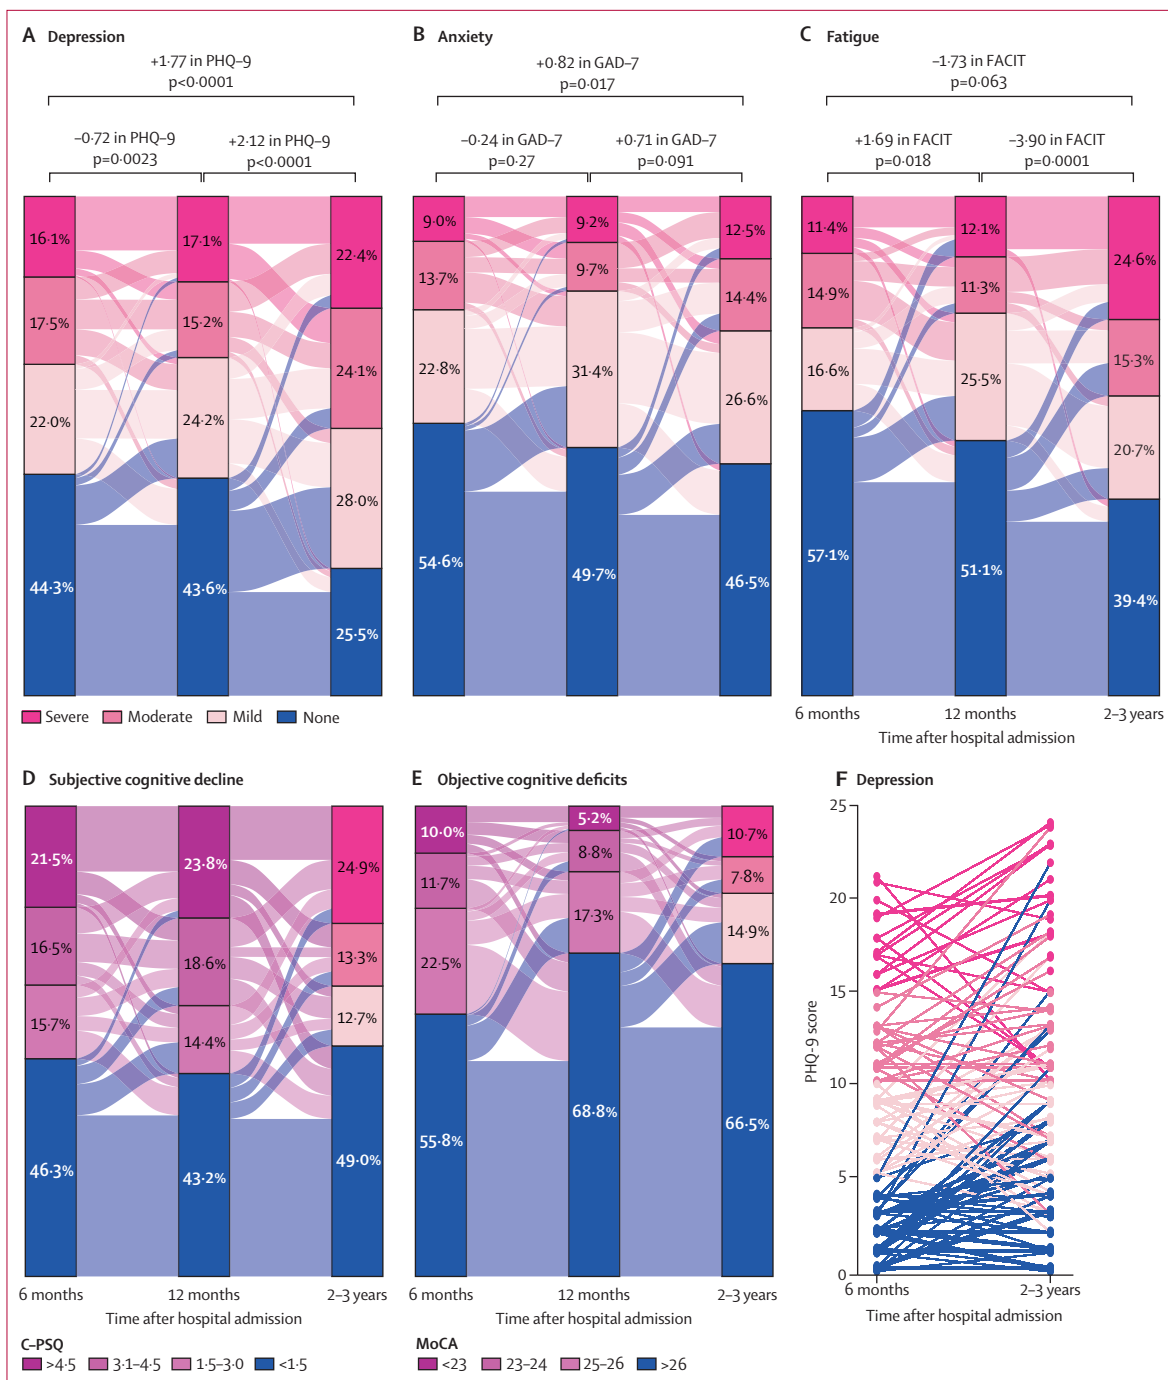 A Depression
+1·77 in PHQ–9
p<0·0001
–0·72 in PHQ–9
p=0·0023
+2·12 in PHQ–9
p<0·0001
16·1%
17·5%
22·0%
44·3%
17·1%
15·2%
24·2%
43·6%
22·4%
24·1%
28·0%
25·5%
Severe Moderate Mild None
B Anxiety
+0·82 in GAD–7
p=0·017
–0·24 in GAD–7
p=0·27
+0·71 in GAD–7
p=0·091
9·0%
13·7%
22·8%
54·6%
9·2%
9·7%
31·4%
49·7%
12·5%
14·4%
26·6%
46·5%
C Fatigue
–1·73 in FACIT
p=0·063
+1·69 in FACIT
p=0·018
–3·90 in FACIT
p=0·0001
11·4%
14·9%
16·6%
57·1%
12·1%
11·3%
25·5%
51·1%
24·6%
15·3%
20·7%
39·4%
6 months 12 months 2–3 years
Time after hospital admission
D Subjective cognitive decline
21·5%
16·5%
15·7%
46·3%
23·8%
18·6%
14·4%
43·2%
24·9%
13·3%
12·7%
49·0%
6 months 12 months 2–3 years
Time after hospital admission
C–PSQ
>4·5 3·1–4·5 1·5–3·0 <1·5
E Objective cognitive deficits
10·0%
11·7%
22·5%
55·8%
5·2%
8·8%
17·3%
68·8%
10·7%
7·8%
14·9%
66·5%
6 months 12 months 2–3 years
Time after hospital admission
MoCA
<23 23–24 25–26 >26
F Depression
PHQ-9 score
25
20
15
10
5
0
6 months 2–3 years
Time after hospital admission